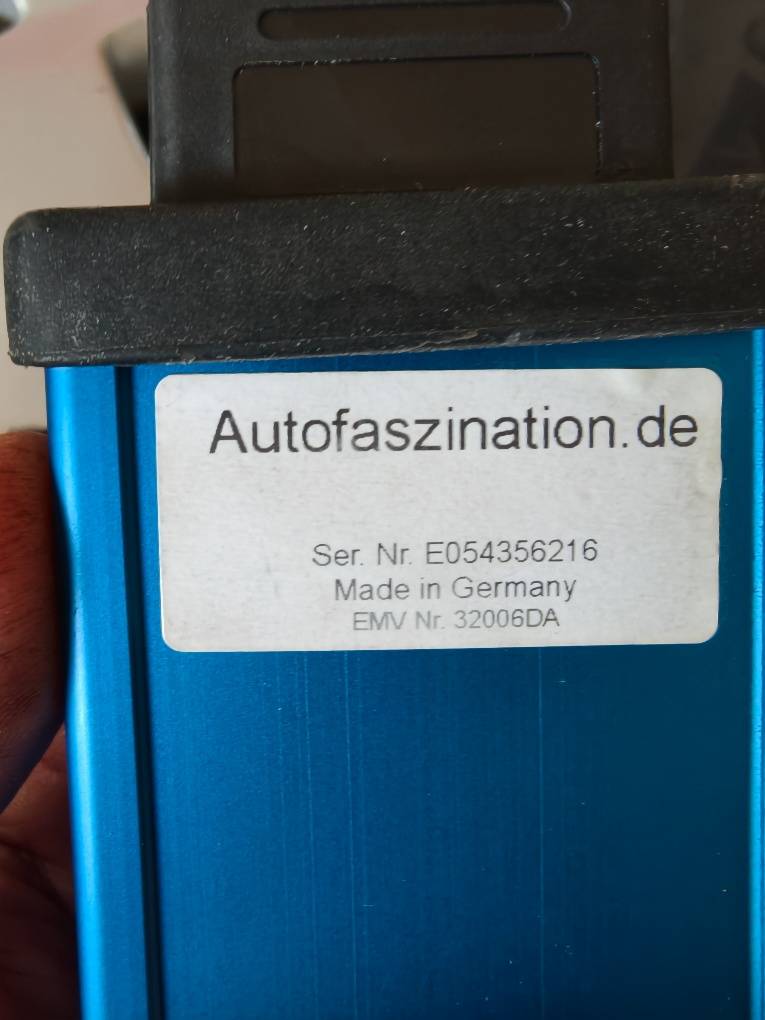 Autofaszination.de
Ser. Nr. E054356216
Made in Germany
EMV Nr. 32006DA